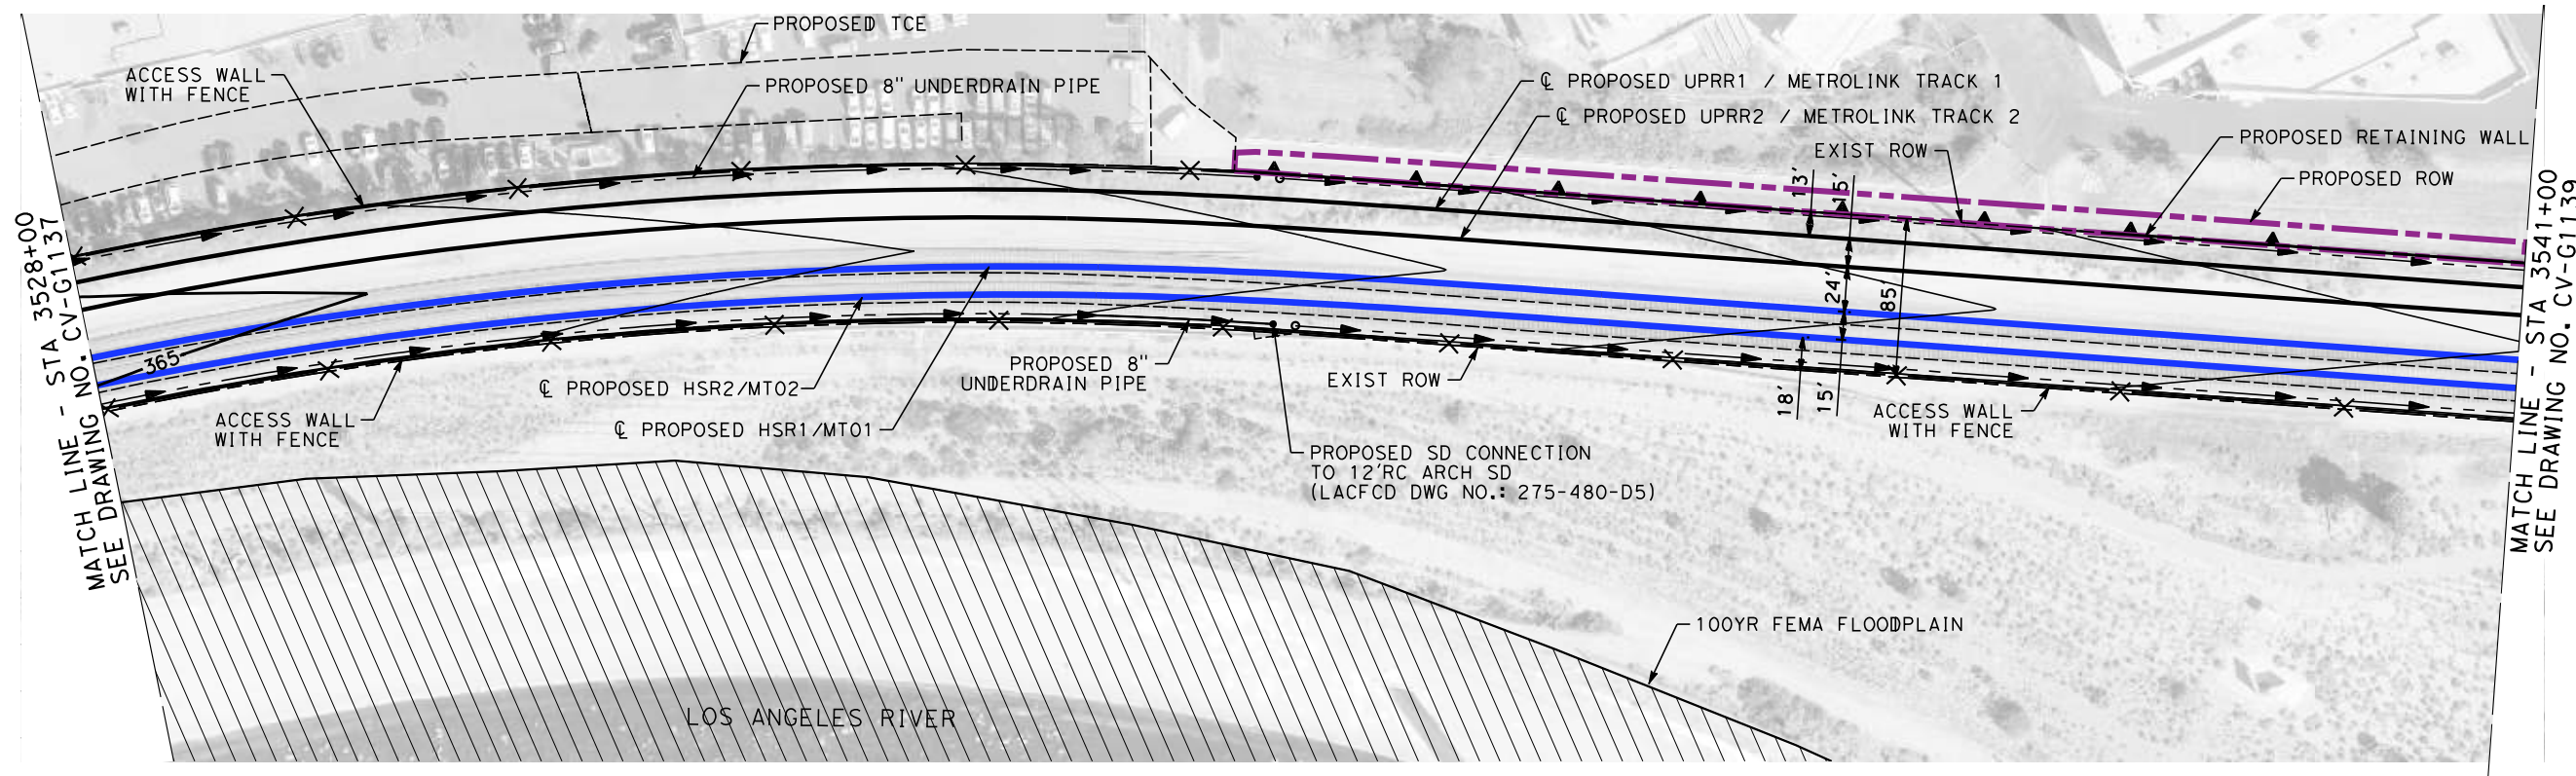 PROPOSED TCE
ACCESS WALL
WITH FENCE
PROPOSED 8" UNDERDRAIN PIPE
℄ PROPOSED UPRR1 / METROLINK TRACK 1
℄ PROPOSED UPRR2 / METROLINK TRACK 2
EXIST ROW
PROPOSED RETAINING WALL
PROPOSED ROW
13'
15'
24'
85'
18'
15'
MATCH LINE - STA 3528+00
SEE DRAWING NO. CV-G1137
365
ACCESS WALL
WITH FENCE
℄ PROPOSED HSR2/MT02
℄ PROPOSED HSR1/MT01
PROPOSED 8"
UNDERDRAIN PIPE
EXIST ROW
PROPOSED SD CONNECTION
TO 12'RC ARCH SD
(LACFCD DWG NO.: 275-480-D5)
ACCESS WALL
WITH FENCE
MATCH LINE - STA 3541+00
SEE DRAWING NO. CV-G1139
100YR FEMA FLOODPLAIN
LOS ANGELES RIVER